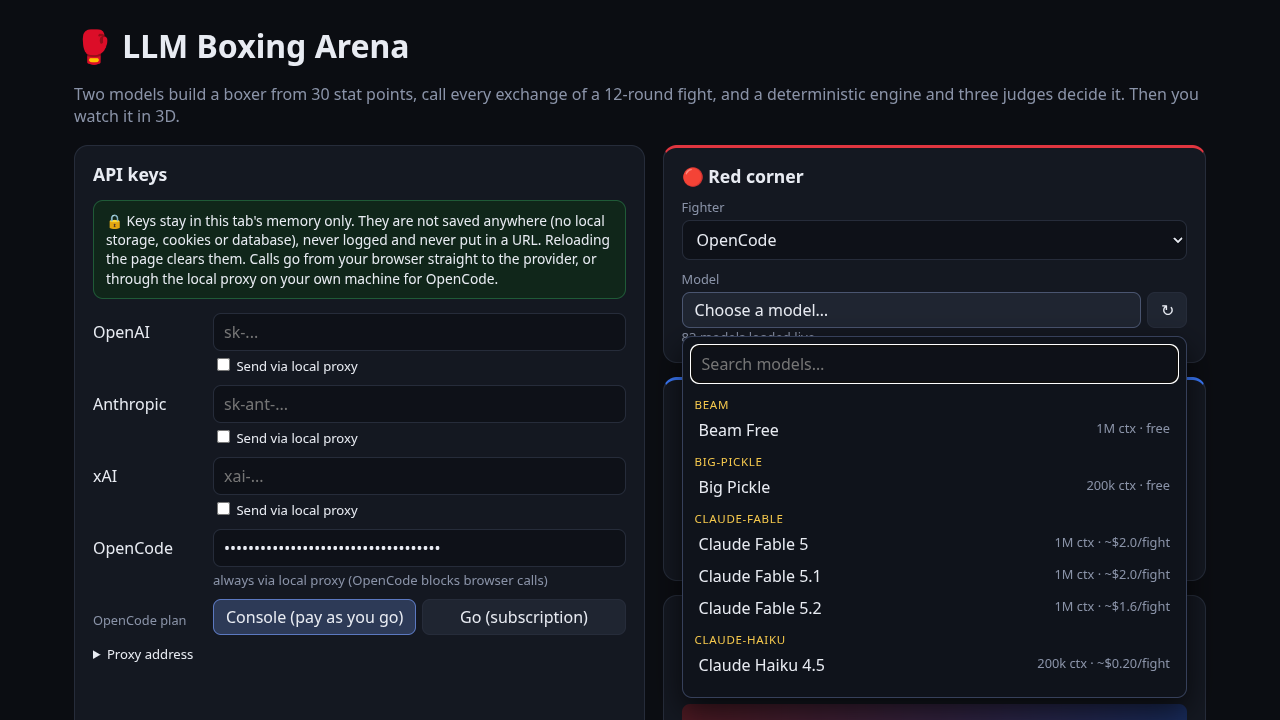 🥊 LLM Boxing Arena
Two models build a boxer from 30 stat points, call every exchange of a 12-round fight, and a deterministic engine and three judges decide it. Then you
watch it in 3D.
API keys
🔒 Keys stay in this tab's memory only. They are not saved anywhere (no local
storage, cookies or database), never logged and never put in a URL. Reloading
the page clears them. Calls go from your browser straight to the provider, or
through the local proxy on your own machine for OpenCode.
OpenAI
sk-...
Send via local proxy
Anthropic
sk-ant-...
Send via local proxy
xAI
xai-...
Send via local proxy
OpenCode
••••••••••••••••••••••••••••••••••••
always via local proxy (OpenCode blocks browser calls)
OpenCode plan
Console (pay as you go)
Go (subscription)
▶ Proxy address
🔴 Red corner
Fighter
OpenCode
Model
Choose a model...
↻
Search models...
BEAM
Beam Free 1M ctx · free
BIG-PICKLE
Big Pickle 200k ctx · free
CLAUDE-FABLE
Claude Fable 5 1M ctx · ~$2.0/fight
Claude Fable 5.1 1M ctx · ~$2.0/fight
Claude Fable 5.2 1M ctx · ~$1.6/fight
CLAUDE-HAIKU
Claude Haiku 4.5 200k ctx · ~$0.20/fight